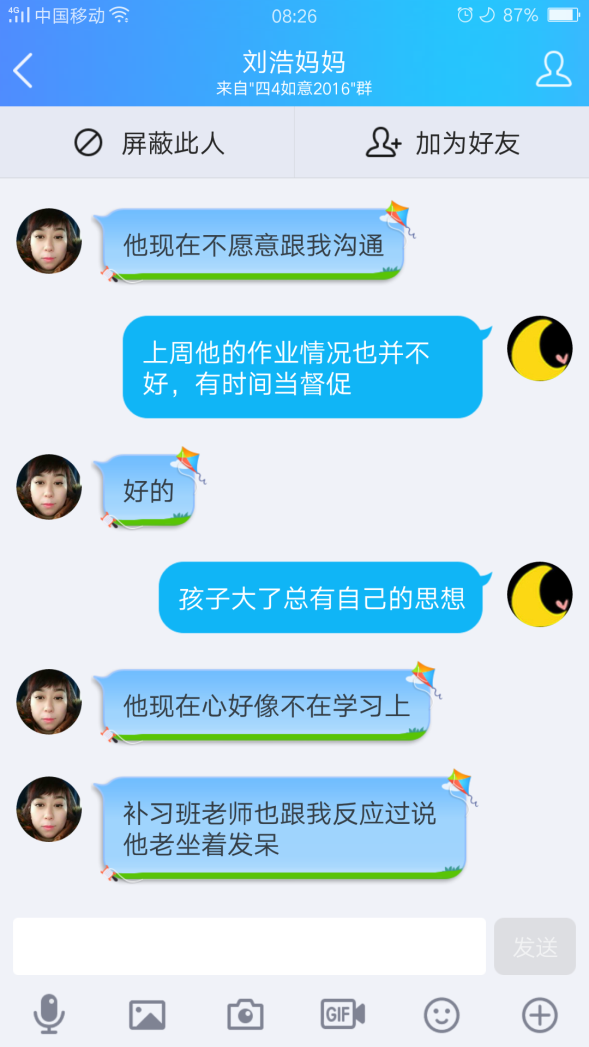 4G 中国移动 08:26 87%
刘浩妈妈
来自"四4如意2016"群
屏蔽此人 加为好友
他现在不愿意跟我沟通
上周他的作业情况也并不
好，有时间当督促
好的
孩子大了总有自己的思想
他现在心好像不在学习上
补习班老师也跟我反应过说
他老坐着发呆
发送
GIF